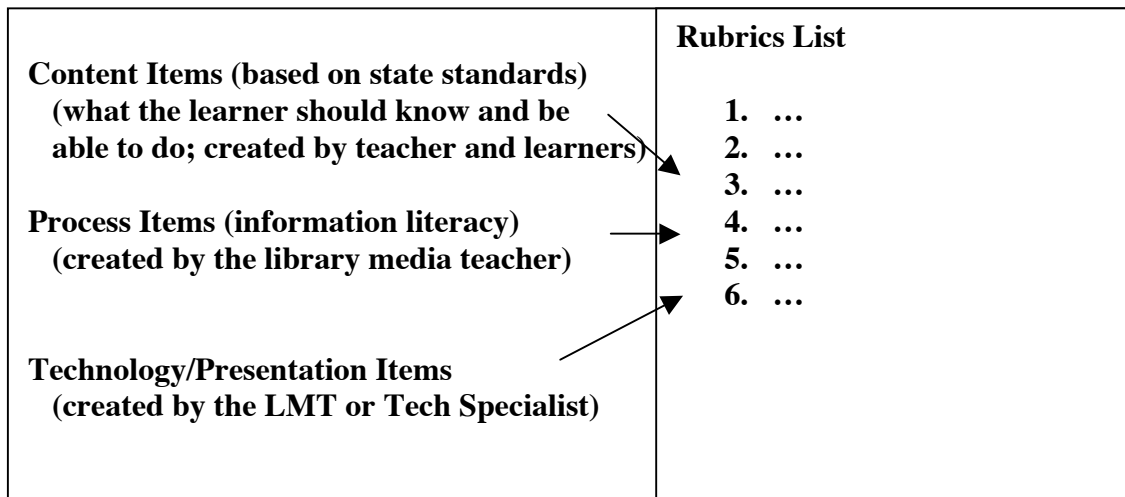 Content Items (based on state standards)
(what the learner should know and be
able to do; created by teacher and learners)
Process Items (information literacy)
(created by the library media teacher)
Technology/Presentation Items
(created by the LMT or Tech Specialist)
Rubrics List
1. …
2. …
3. …
4. …
5. …
6. …